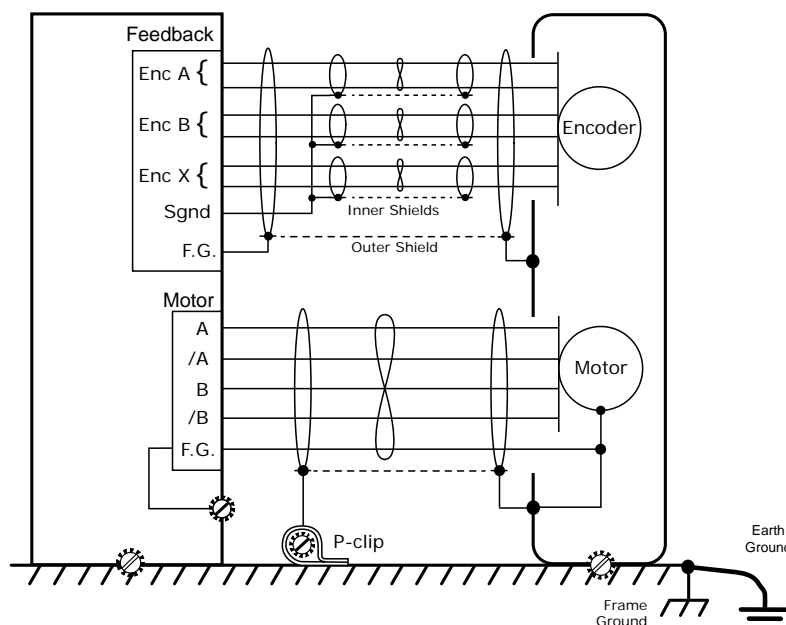 Feedback
Enc A {
Enc B {
Enc X {
Sgnd
F.G.
Encoder
Inner Shields
Outer Shield
Motor
A
/A
B
/B
F.G.
Motor
P-clip
Earth
Ground
Frame
Ground